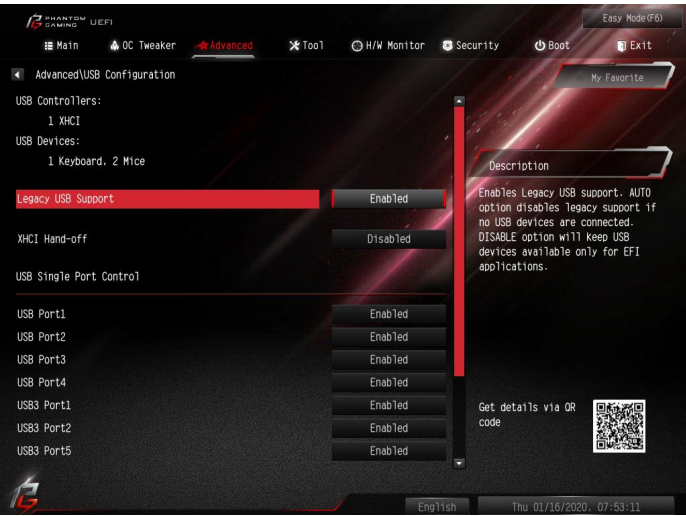 PHANTOM GAMING UEFI
Easy Mode(F6)
Main OC Tweaker Advanced Tool H/W Monitor Security Boot Exit
Advanced\USB Configuration
My Favorite
USB Controllers:
1 XHCI
USB Devices:
1 Keyboard. 2 Mice
Legacy USB Support Enabled
XHCI Hand-off Disabled
USB Single Port Control
USB Port1 Enabled
USB Port2 Enabled
USB Port3 Enabled
USB Port4 Enabled
USB3 Port1 Enabled
USB3 Port2 Enabled
USB3 Port5 Enabled
Description
Enables Legacy USB support. AUTO
option disables legacy support if
no USB devices are connected.
DISABLE option will keep USB
devices available only for EFI
applications.
Get details via QR
code
English
Thu 01/16/2020. 07:53:11